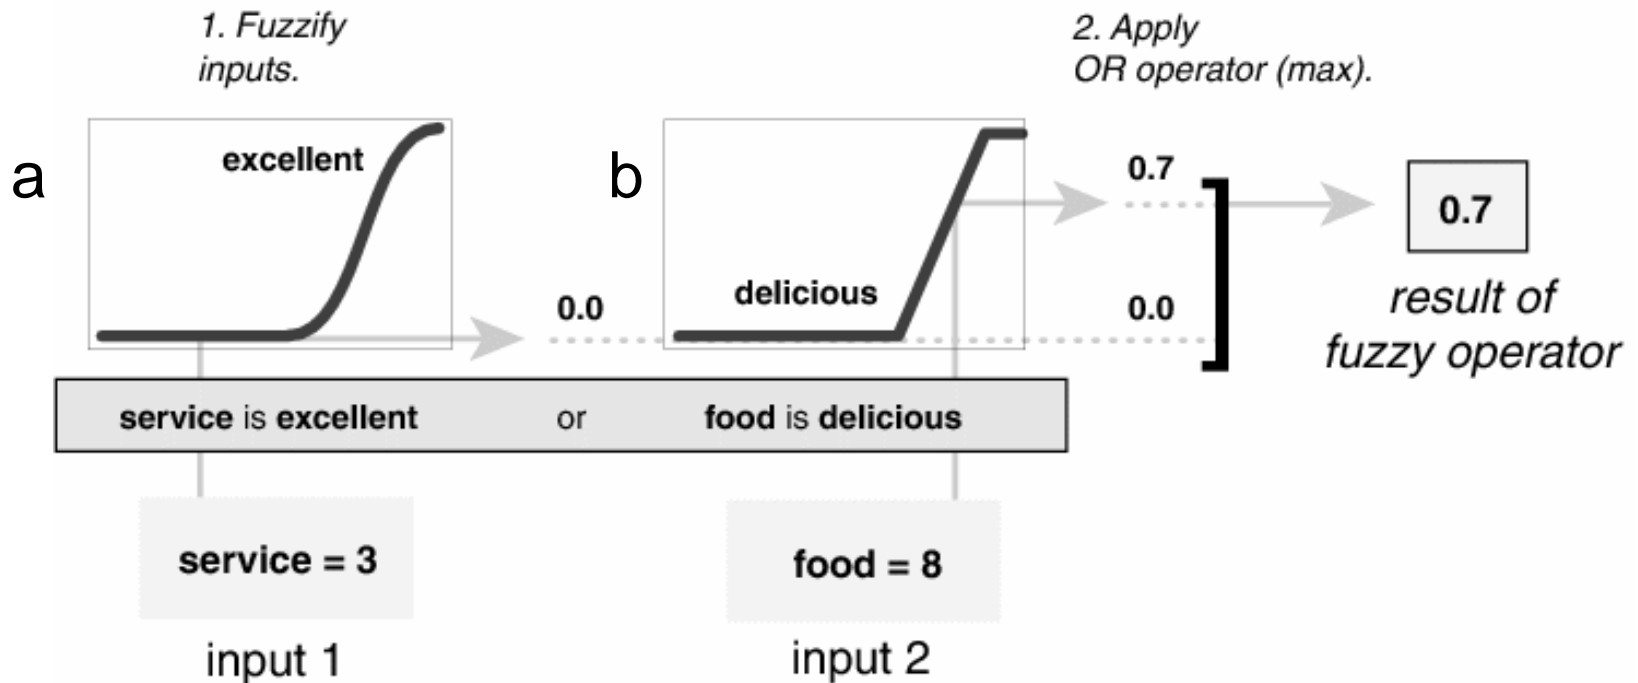 1. Fuzzify
inputs.
2. Apply
OR operator (max).
a
excellent
b
delicious
0.0
0.7
0.0
0.7
result of
fuzzy operator
service is excellent or food is delicious
service = 3
food = 8
input 1
input 2